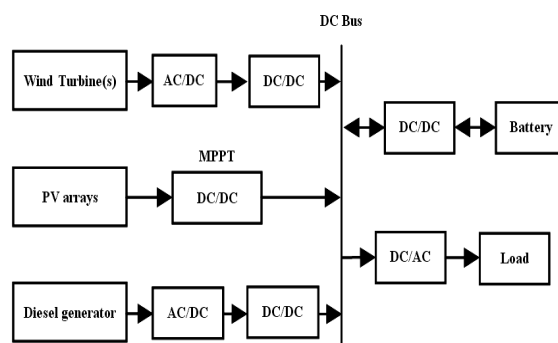 DC Bus
Wind Turbine(s)
AC/DC
DC/DC
DC/DC
Battery
MPPT
PV arrays
DC/DC
DC/AC
Load
Diesel generator
AC/DC
DC/DC